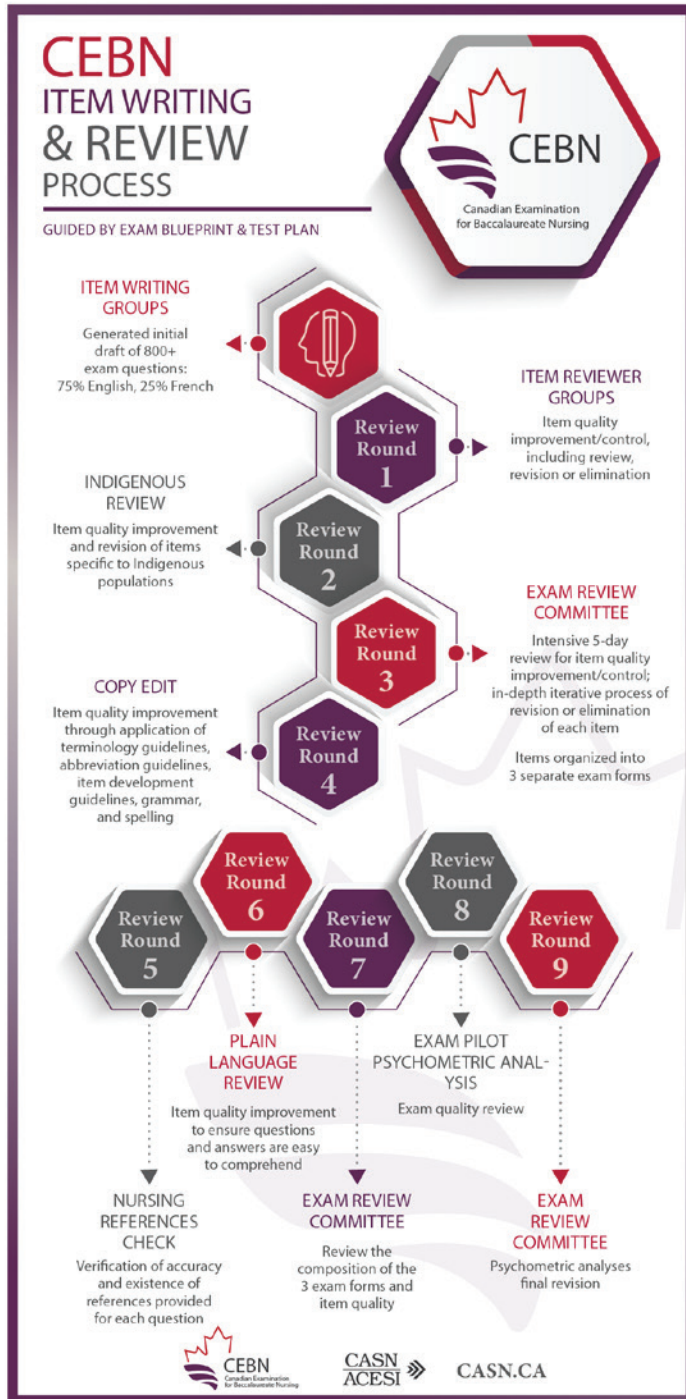 CEBN
ITEM WRITING
& REVIEW
PROCESS
GUIDED BY EXAM BLUEPRINT & TEST PLAN
CEBN
Canadian Examination
for Baccalaureate Nursing
ITEM WRITING
GROUPS
Generated initial
draft of 800+
exam questions:
75% English, 25% French
Review
Round
1
ITEM REVIEWER
GROUPS
Item quality
improvement/control,
including review,
revision or elimination
INDIGENOUS
REVIEW
Item quality improvement
and revision of items
specific to Indigenous
populations
Review
Round
2
Review
Round
3
EXAM REVIEW
COMMITTEE
Intensive 5-day
review for item quality
improvement/control;
in-depth iterative process of
revision or elimination
of each item
Items organized into
3 separate exam forms
COPY EDIT
Item quality improvement
through application of
terminology guidelines,
abbreviation guidelines,
item development
guidelines, grammar,
and spelling
Review
Round
4
Review
Round
5
NURSING
REFERENCES
CHECK
Verification of accuracy
and existence of
references provided
for each question
Review
Round
6
PLAIN
LANGUAGE
REVIEW
Item quality improvement
to ensure questions
and answers are easy
to comprehend
Review
Round
7
EXAM REVIEW
COMMITTEE
Review the
composition of the
3 exam forms and
item quality
Review
Round
8
EXAM PILOT
PSYCHOMETRIC ANAL-
YSIS
Exam quality review
Review
Round
9
EXAM
REVIEW
COMMITTEE
Psychometric analyses
final revision
CEBN
Canadian Examination
for Baccalaureate Nursing
CASN
ACESI
CASN.CA